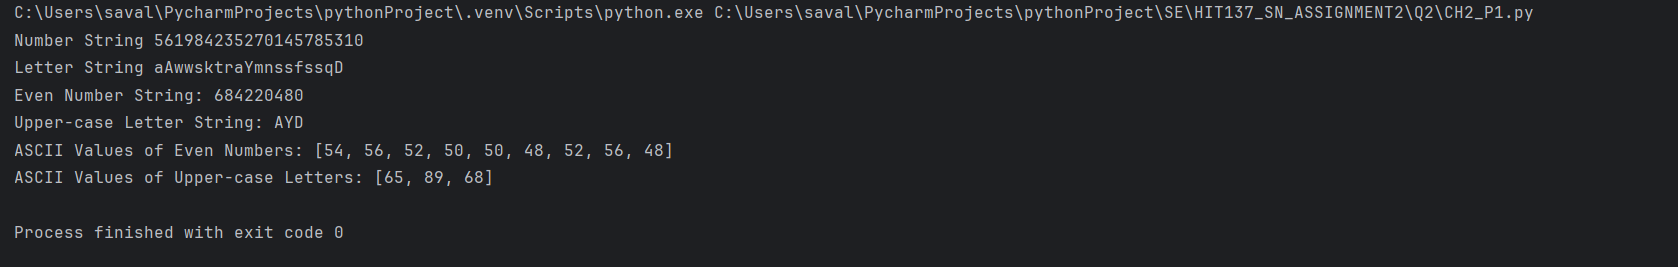 C:\Users\saval\PycharmProjects\pythonProject\.venv\Scripts\python.exe C:\Users\saval\PycharmProjects\pythonProject\SE\HIT137_SN_ASSIGNMENT2\Q2\CH2_P1.py
Number String 561984235270145785310
Letter String aAwwsktraYmnssfssqD
Even Number String: 684220480
Upper-case Letter String: AYD
ASCII Values of Even Numbers: [54, 56, 52, 50, 50, 48, 52, 56, 48]
ASCII Values of Upper-case Letters: [65, 89, 68]
Process finished with exit code 0